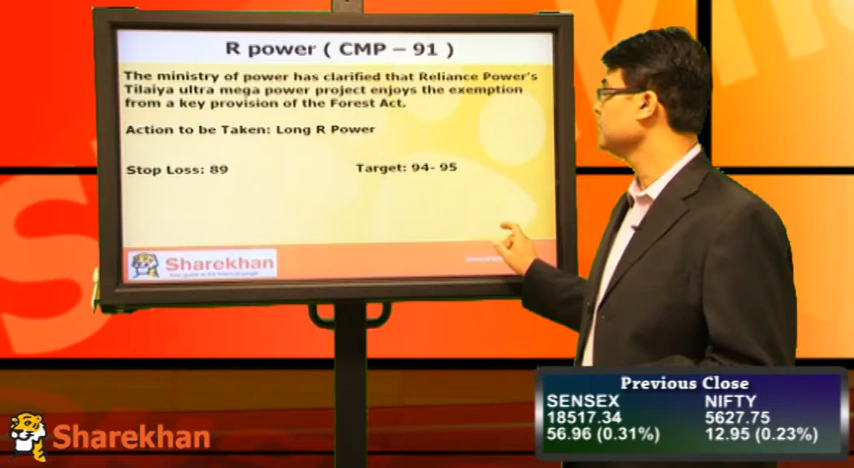 R power ( CMP – 91 )
The ministry of power has clarified that Reliance Power's
Tilaiya ultra mega power project enjoys the exemption
from a key provision of the Forest Act.
Action to be Taken: Long R Power
Stop Loss: 89 Target: 94- 95
Sharekhan
Sharekhan
Previous Close
SENSEX NIFTY
18517.34 5627.75
56.96 (0.31%) 12.95 (0.23%)